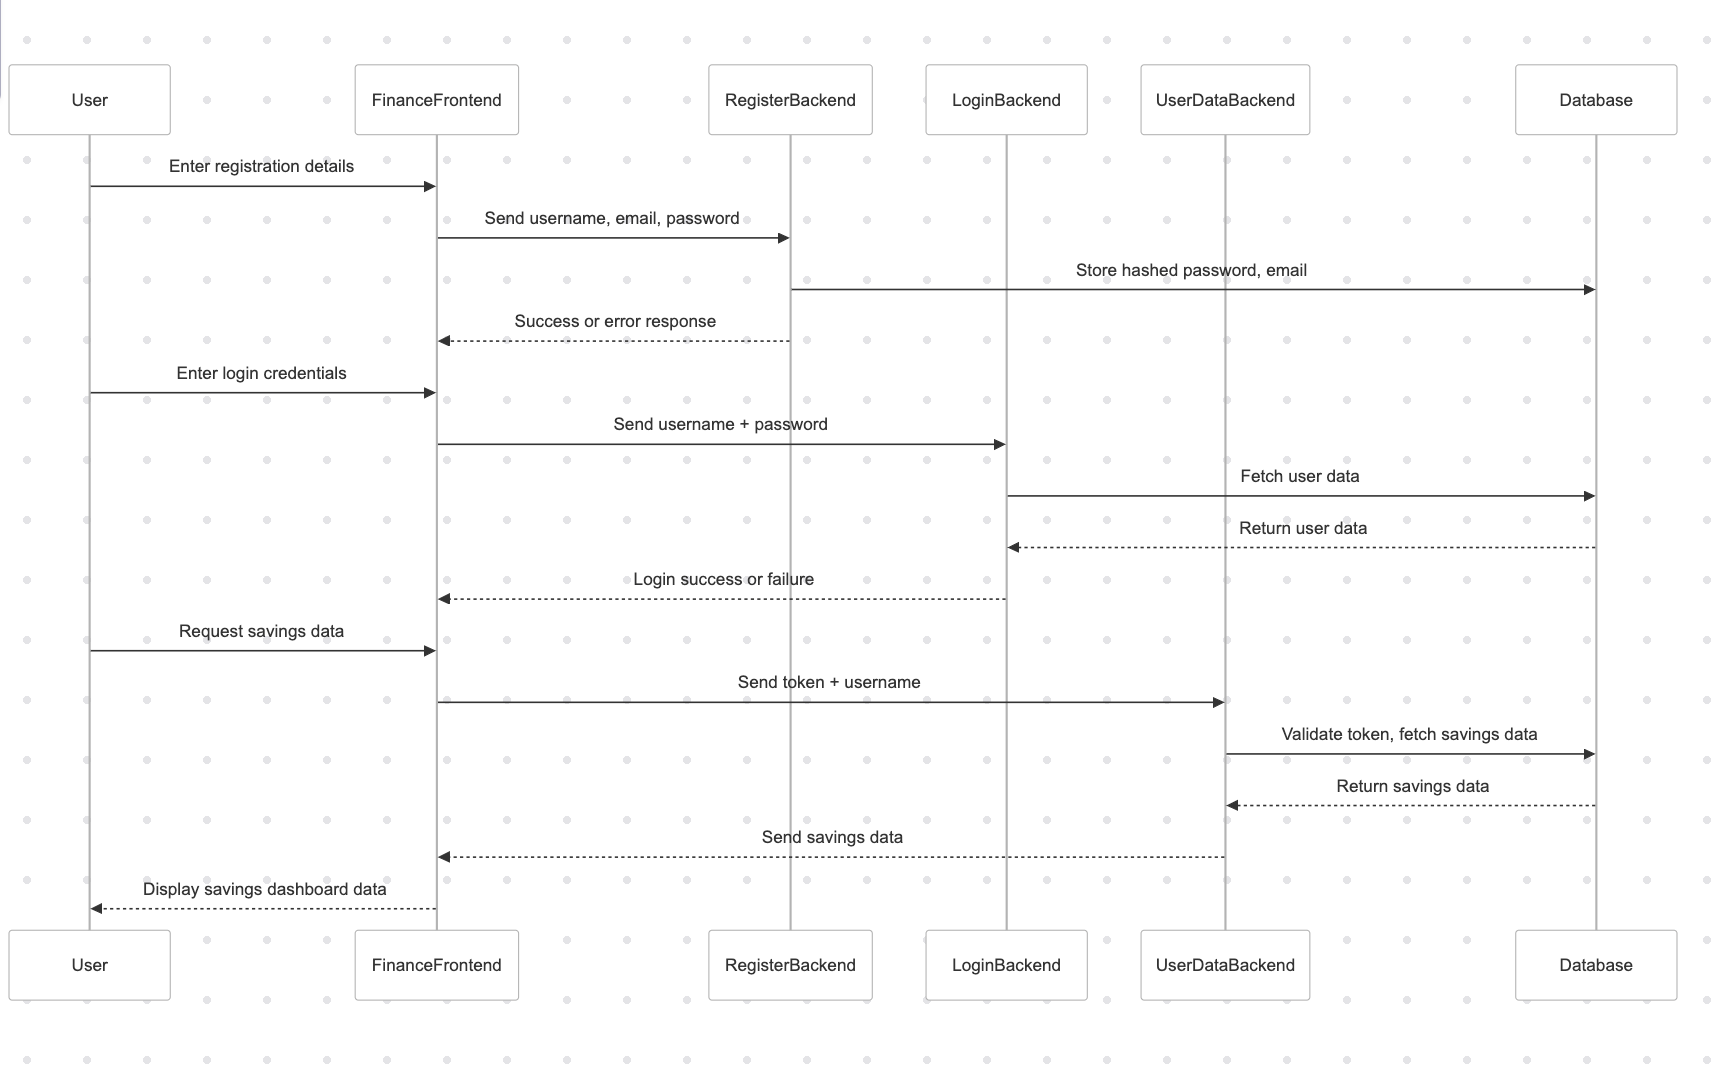 User
FinanceFrontend
RegisterBackend
LoginBackend
UserDataBackend
Database
Enter registration details
Send username, email, password
Store hashed password, email
Success or error response
Enter login credentials
Send username + password
Fetch user data
Return user data
Login success or failure
Request savings data
Send token + username
Validate token, fetch savings data
Return savings data
Send savings data
Display savings dashboard data
User
FinanceFrontend
RegisterBackend
LoginBackend
UserDataBackend
Database